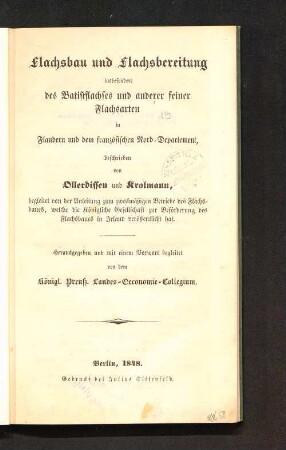 Flachsbau und Flachsbereitung
insbesondere
des Batistflachses und anderer feiner
Flachsarten
in
Flandern und dem französischen Nord-Departement,
beschrieben
von
Ollerdissen und Krolmann,
begleitet von der Anleitung zum zweckmäßigen Betriebe des Flachs-
baues, welche die Königliche Gesellschaft zur Beförderung des
Flachsbaues in Irland veröffentlicht hat.
Herausgegeben und mit einem Vorwort begleitet
von dem
Königl. Preuß. Landes-Oeconomie-Collegium.
Berlin, 1848.
Gedruckt bei Julius Sittenfeld.